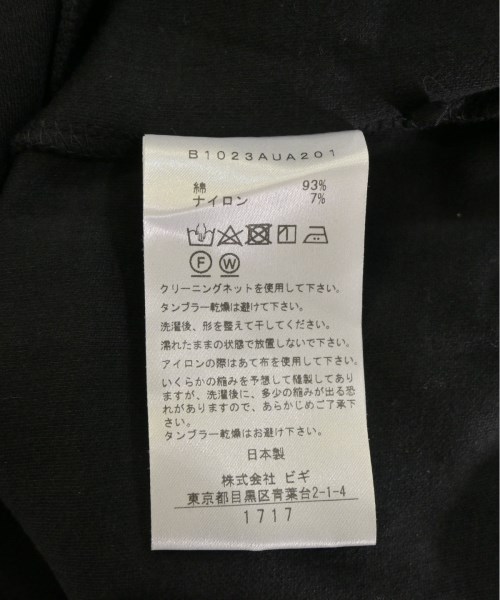 B1023AUA201
綿 93%
ナイロン 7%
F W
クリーニングネットを使用して下さい。
タンブラー乾燥は避けて下さい。
洗濯後、形を整えて干してください。
濡れたままの状態で放置しないで下さい。
アイロンの際はあて布を使用して下さい。
いくらかの縮みを予想して縫製してあり
ますが、洗濯後に、多少の縮みが出る恐
れがありますので、あらかじめご了承下
さい。
タンブラー乾燥はお避け下さい。
日本製
株式会社 ビギ
東京都目黒区青葉台2-1-4
1717